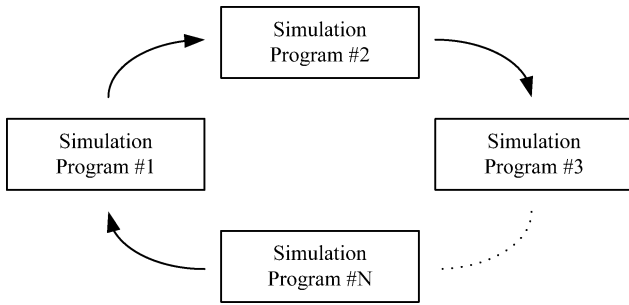 Simulation
Program #2
Simulation
Program #1
Simulation
Program #3
Simulation
Program #N